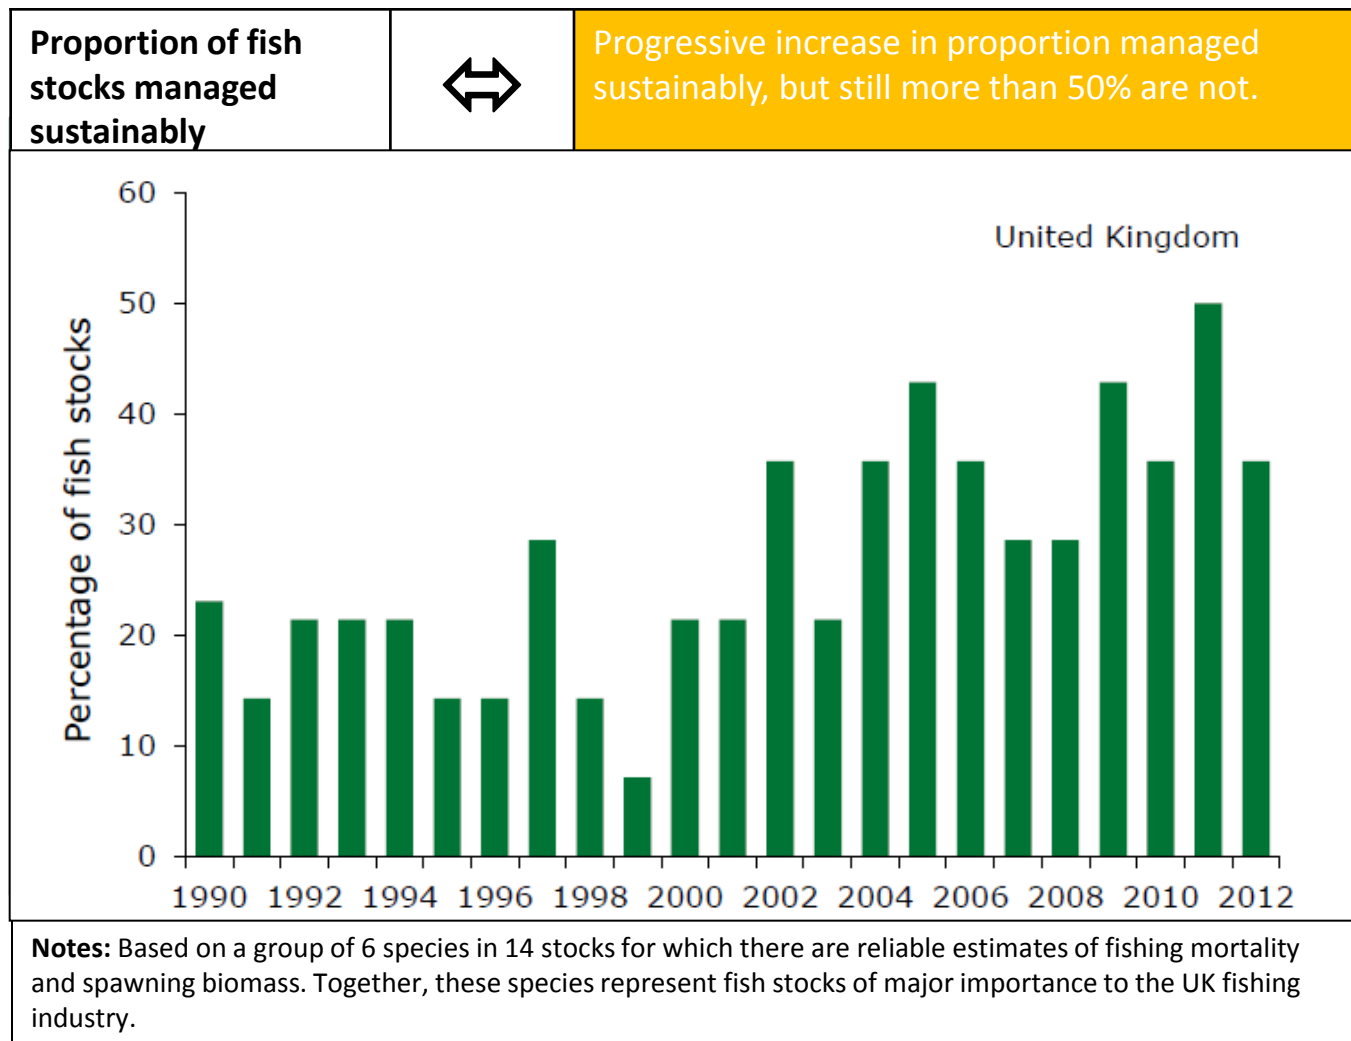 Proportion of fish
stocks managed
sustainably
Progressive increase in proportion managed
sustainably, but still more than 50% are not.
United Kingdom
Percentage of fish stocks
60
50
40
30
20
10
0
1990 1992 1994 1996 1998 2000 2002 2004 2006 2008 2010 2012
Notes: Based on a group of 6 species in 14 stocks for which there are reliable estimates of fishing mortality
and spawning biomass. Together, these species represent fish stocks of major importance to the UK fishing
industry.